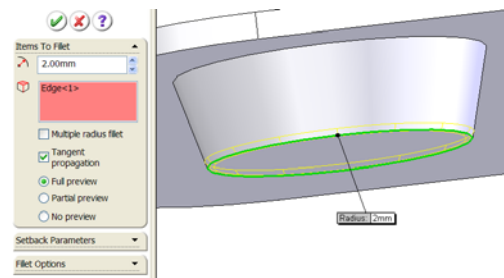 Items To Fillet
2.00mm
Edge<1>
Multiple radius fillet
Tangent
propagation
Full preview
Partial preview
No preview
Setback Parameters
Fillet Options
Radius: 2mm